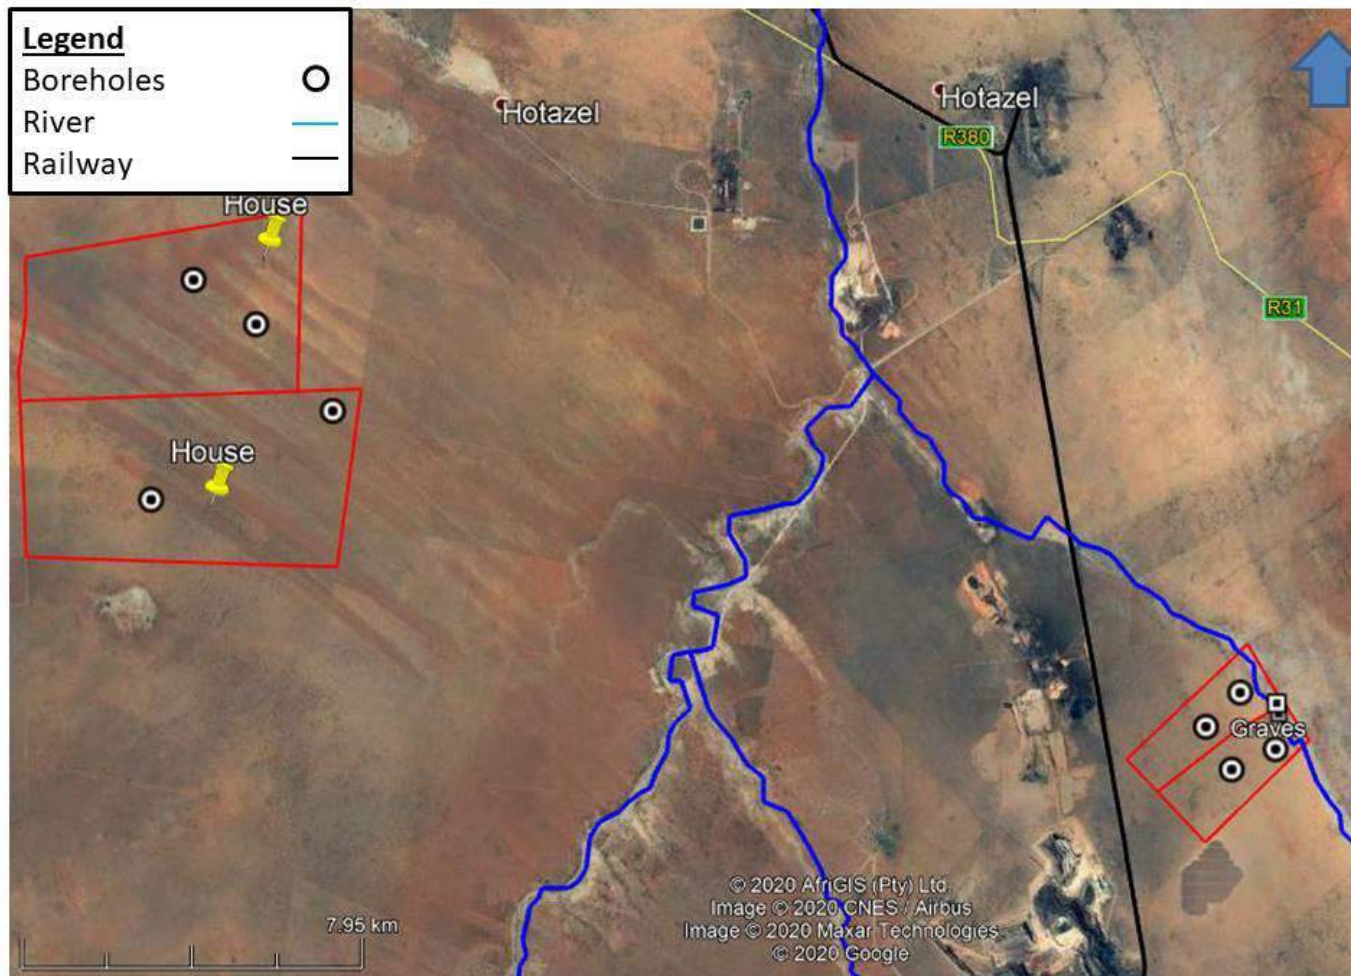 Legend
Boreholes
River
Railway
Hotazel
Hotazel
R380
House
R31
House
Graves
7.95 km
© 2020 AfriGIS (Pty) Ltd.
Image © 2020 CNES / Airbus
Image © 2020 Maxar Technologies
© 2020 Google